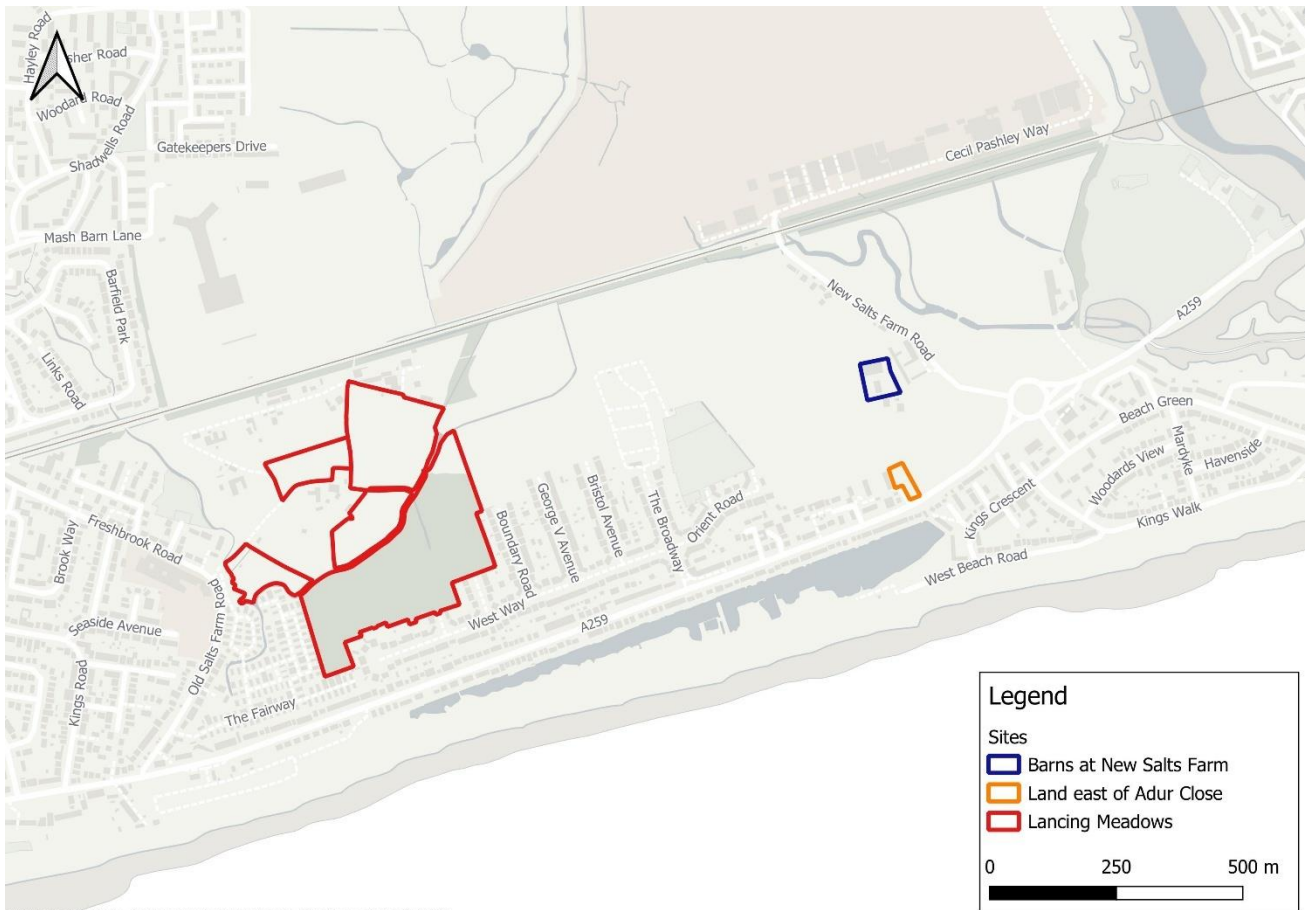 Hayley Road
sher Road
Woodard Road
Shadwells Road
Gatekeepers Drive
Cecil Pashley Way
Mash Barn Lane
Barfield Park
Links Road
New Salts Farm Road
A259
Beach Green
Mardyke
Havenside
Woodards View
Kings Crescent
Kings Walk
West Beach Road
Orient Road
The Broadway
Bristol Avenue
George V Avenue
Boundary Road
West Way
A259
Freshbrook Road
Brook Way
Seaside Avenue
Old Salts Farm Road
Kings Road
The Fairway
Legend
Sites
Barns at New Salts Farm
Land east of Adur Close
Lancing Meadows
0 250 500 m